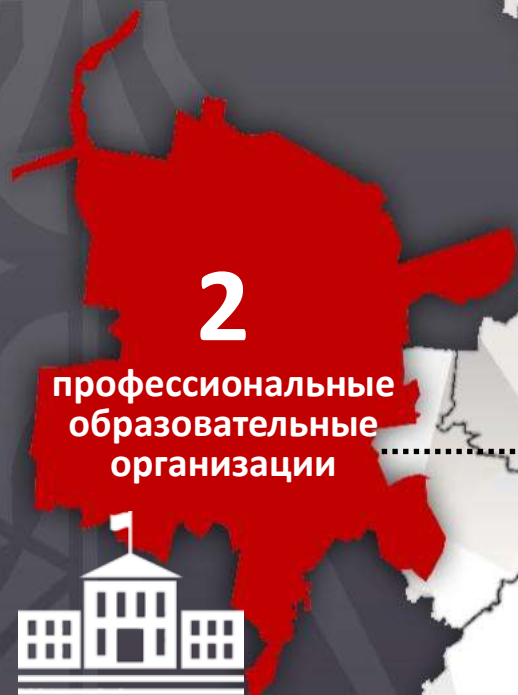 2
профессиональные
образовательные
организации